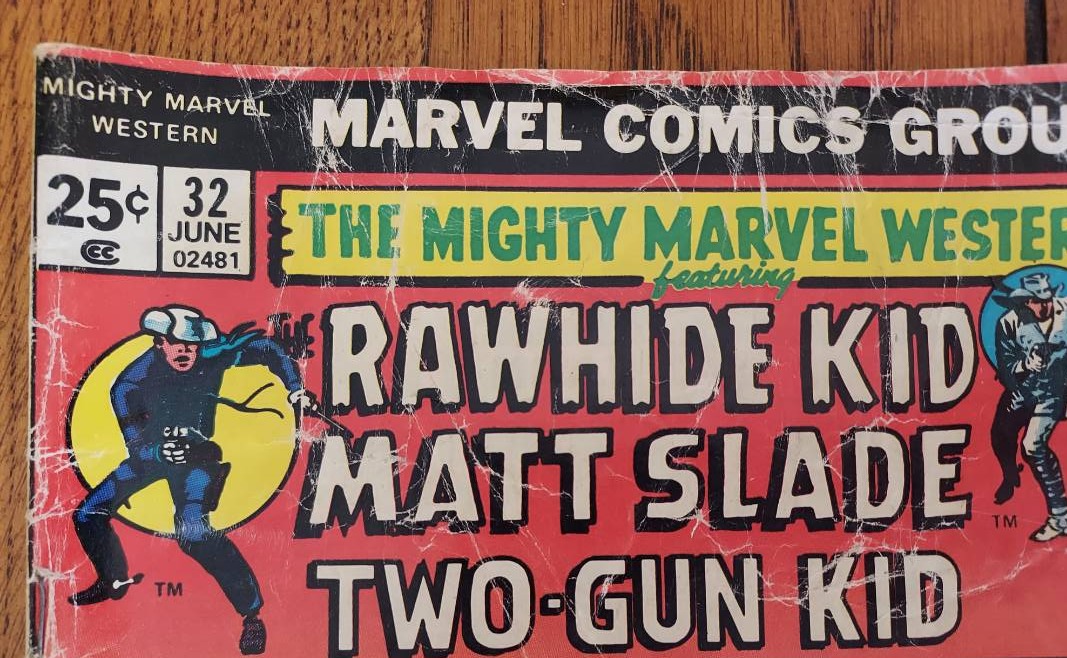 MIGHTY MARVEL
WESTERN
MARVEL COMICS GROU
25¢
CC
32
JUNE
02481
THE MIGHTY MARVEL WESTER
featuring
THE
RAWHIDE KID
MATT SLADE
TWO-GUN KID
TM
TM